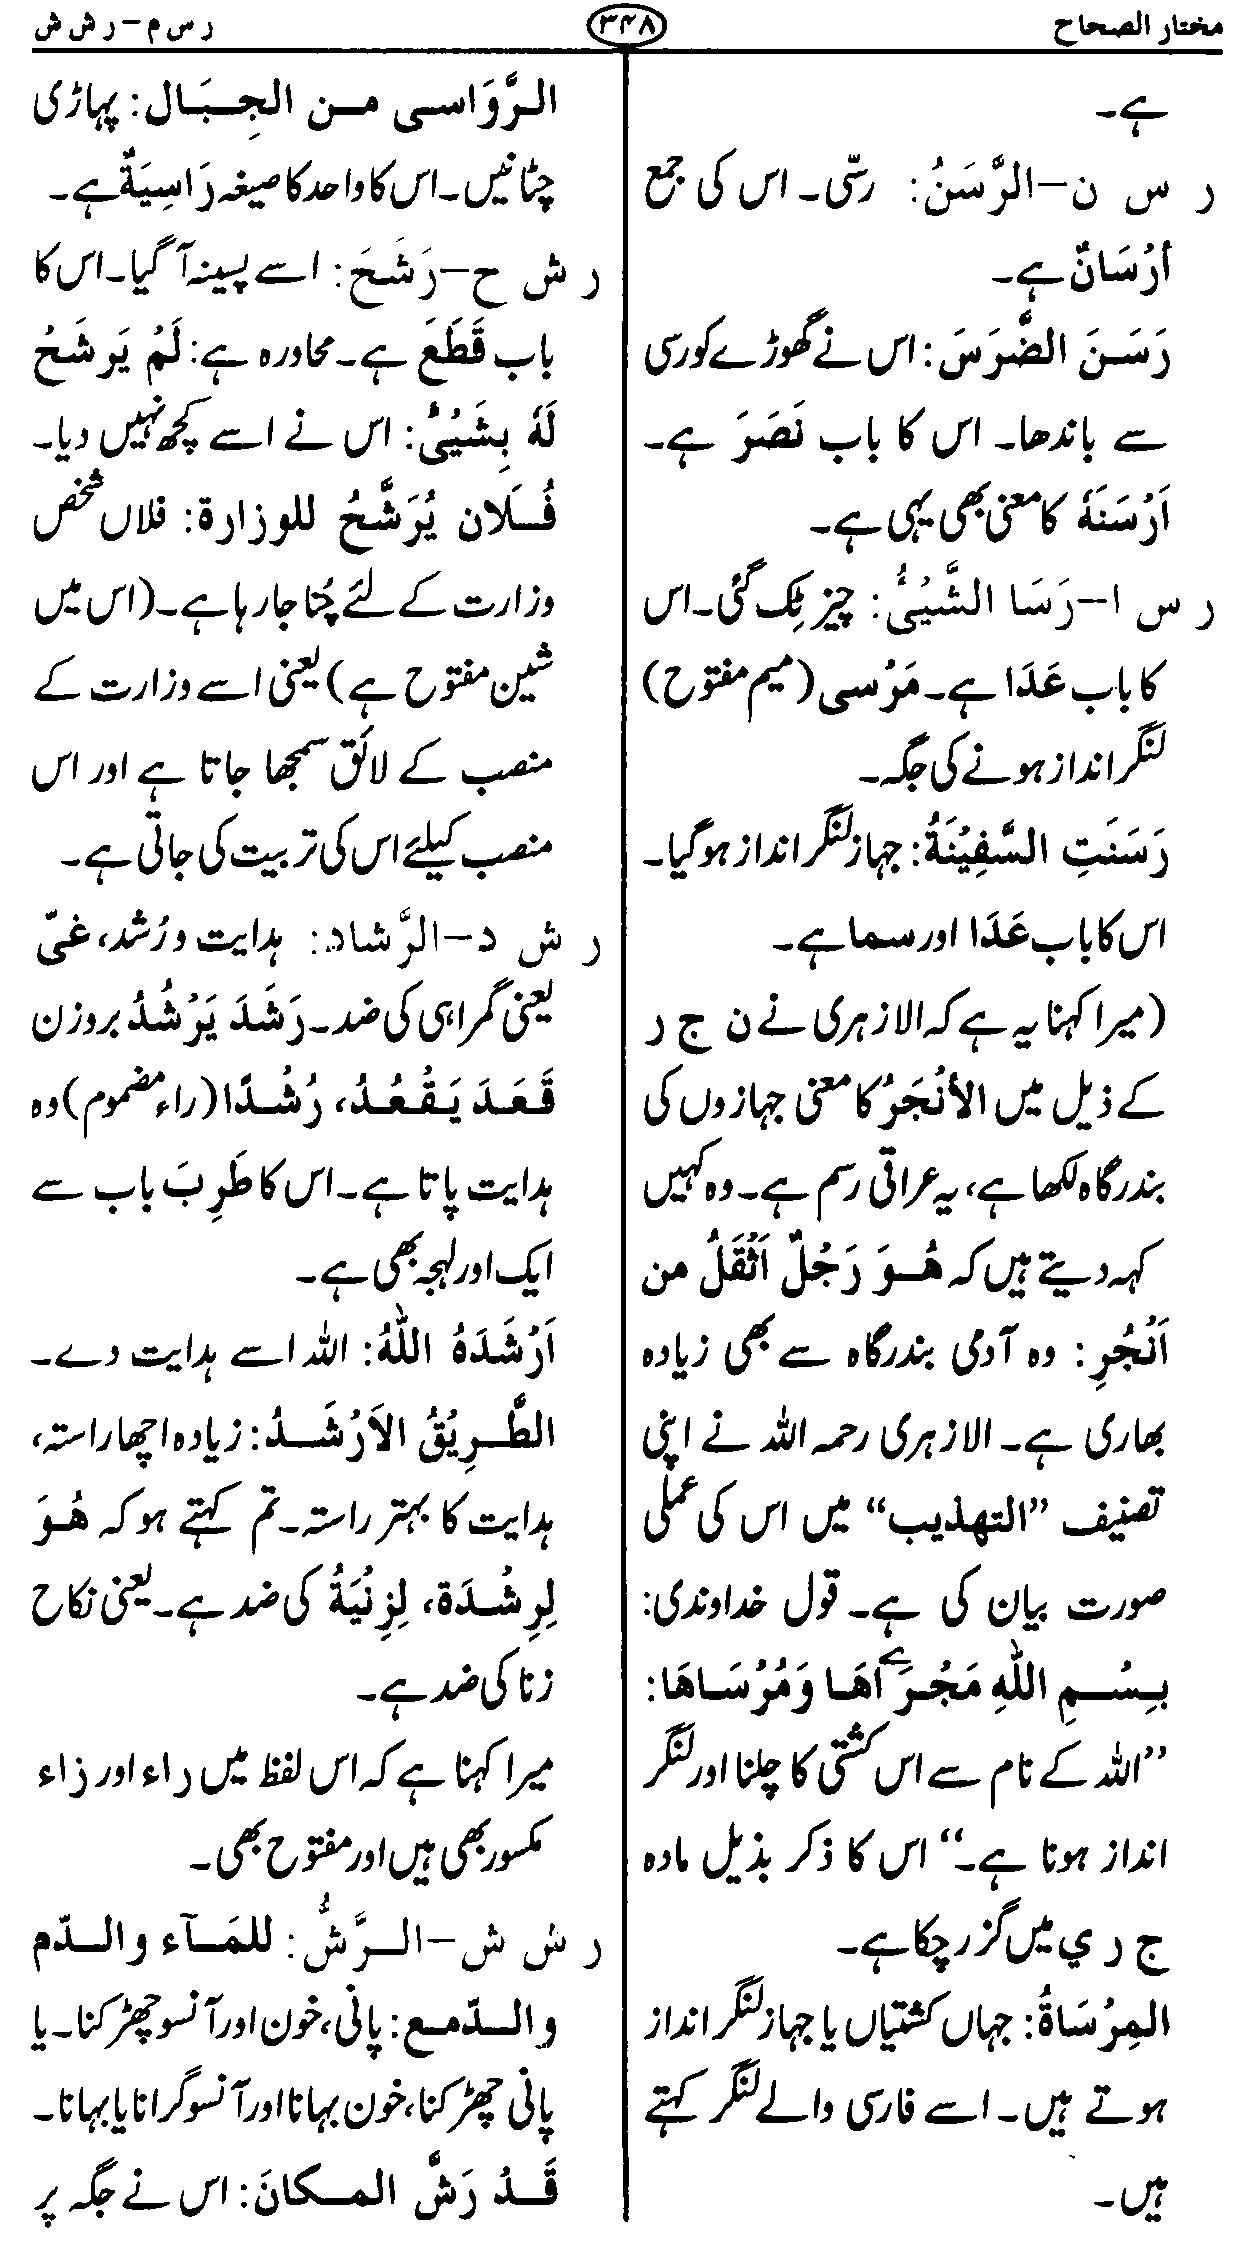 مختار الصحاح ۳۴۸ ر س م – ر ش ش
ہے۔
ر س ن – الرَّسَنُ: رسّی۔ اس کی جمع
أرْسَانٌ ہے۔
رَسَنَ الضَّرَسَ: اس نے گھوڑے کو رسی
سے باندھا۔ اس کا باب نَصَرَ ہے۔
اَرْسَنَهٗ کا معنی بھی یہی ہے۔
ر س ا – رَسَا الشَّيْئُ: چیز ٹِک گئی۔ اس
کا باب عَدَا ہے۔ مَرْسی (میم مفتوح)
لنگر انداز ہونے کی جگہ۔
رَسَنَتِ السَّفِيْنَةُ: جہاز لنگر انداز ہو گیا۔
اس کا باب عَدَا اور سما ہے۔
(میرا کہنا یہ ہے کہ الازہری نے ن ج ر
کے ذیل میں الأنْجَرُ کا معنی جہازوں کی
بندرگاہ لکھا ہے، یہ عراقی رسم ہے۔ وہ کہیں
کہہ دیتے ہیں کہ هُوَ رَجُلٌ اَثْقَلُ من
اَنْجُرِ: وہ آدمی بندرگاہ سے بھی زیادہ
بھاری ہے۔ الازہری رحمہ اللہ نے اپنی
تصنیف ”التهذیب“ میں اس کی عملی
صورت بیان کی ہے۔ قول خداوندی:
بِسْمِ اللّٰهِ مَجْرٖاهَا وَمُرْسَاهَا:
”اللہ کے نام سے اس کشتی کا چلنا اور لنگر
انداز ہونا ہے۔“ اس کا ذکر بذیل مادہ
ج ر ي میں گزر چکا ہے۔
المِرْسَاةُ: جہاں کشتیاں یا جہاز لنگر انداز
ہوتے ہیں۔ اسے فارسی والے لنگر کہتے
ہیں۔
الرَّوَاسی من الجِبَال: پہاڑی
چٹانیں۔ اس کا واحد کا صیغہ رَاسِیَةٌ ہے۔
ر ش ح – رَشَحَ: اسے پسینہ آ گیا۔ اس کا
باب قَطَعَ ہے۔ محاورہ ہے: لَمْ يَرشَحْ
لَهٗ بِشَيْئ: اس نے اسے کچھ نہیں دیا۔
فُلَان يُرَشَّحُ للوزارة: فلاں شخص
وزارت کے لئے چُنا جا رہا ہے۔ (اس میں
شین مفتوح ہے) یعنی اسے وزارت کے
منصب کے لائق سمجھا جاتا ہے اور اس
منصب کیلئے اس کی تربیت کی جاتی ہے۔
ر ش د – الرَّشاد: ہدایت و رُشد، غیّ
یعنی گمراہی کی ضد۔ رَشَدَ يَرْشُدُ بروزن
قَعَدَ يَقْعُدُ، رُشْدًا (راء مضموم) وہ
ہدایت پاتا ہے۔ اس کا طَرِبَ باب سے
ایک اور لہجہ بھی ہے۔
اَرْشَدَهُ اللّٰهُ: اللہ اسے ہدایت دے۔
الطَّرِيْقُ الاَرْشَدُ: زیادہ اچھا راستہ،
ہدایت کا بہتر راستہ۔ تم کہتے ہو کہ هُوَ
لِرِشْدَة، لِزِنْيَةُ کی ضد ہے۔ یعنی نکاح
زنا کی ضد ہے۔
میرا کہنا ہے کہ اس لفظ میں راء اور زاء
مکسور بھی ہیں اور مفتوح بھی۔
ر ش ش – الرَّشُّ: للمَآء والدّم
والدّمع: پانی، خون اور آنسو چھڑکنا۔ یا
پانی چھڑکنا، خون بہانا اور آنسو گرانا یا بہانا۔
قَدْ رَشَّ المكانَ: اس نے جگہ پر